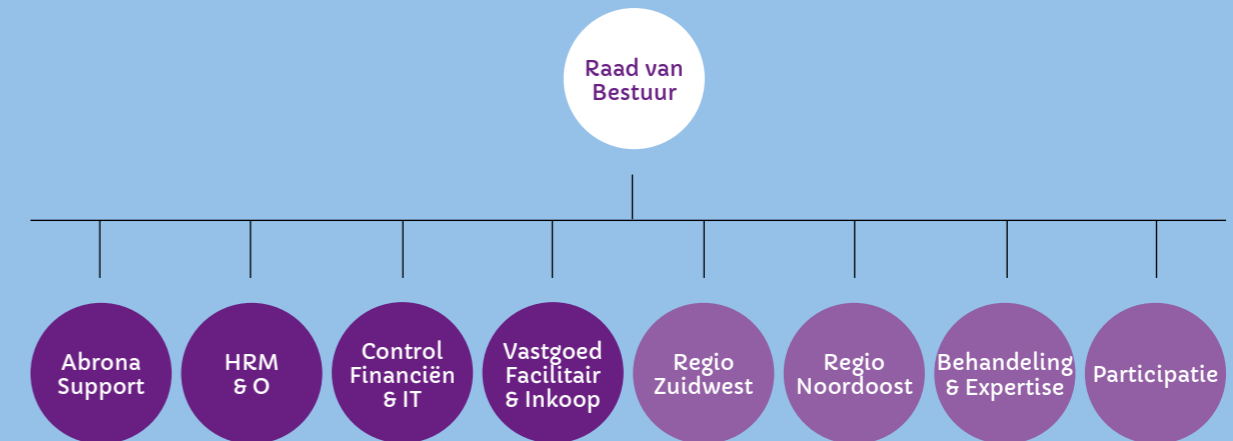 Raad van
Bestuur
Abrona
Support
HRM
& O
Control
Financiën
& IT
Vastgoed
Facilitair
& Inkoop
Regio
Zuidwest
Regio
Noordoost
Behandeling
& Expertise
Participatie